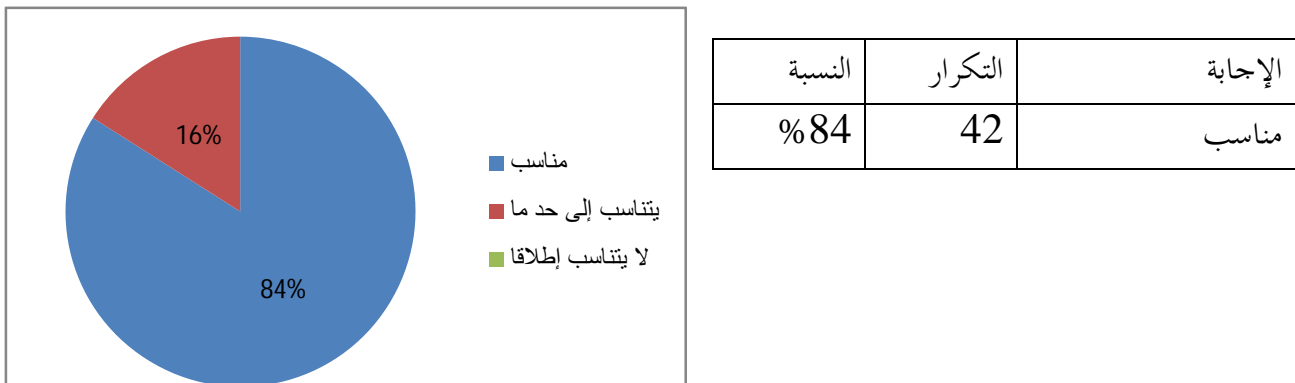 الإجابة التكرار النسبة
مناسب 42 84%
16%
84%
مناسب
يتناسب إلى حد ما
لا يتناسب إطلاقا